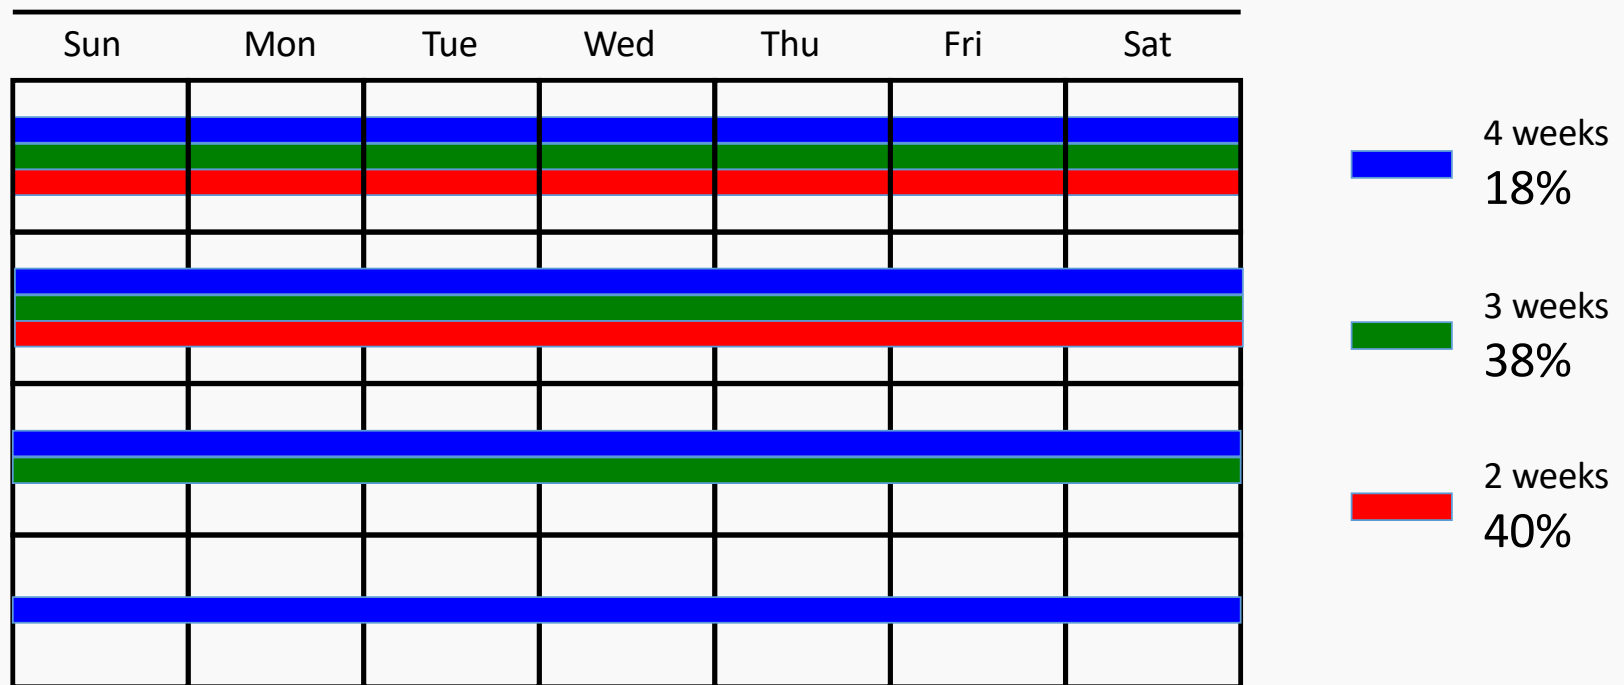 Sun Mon Tue Wed Thu Fri Sat
4 weeks
18%
3 weeks
38%
2 weeks
40%